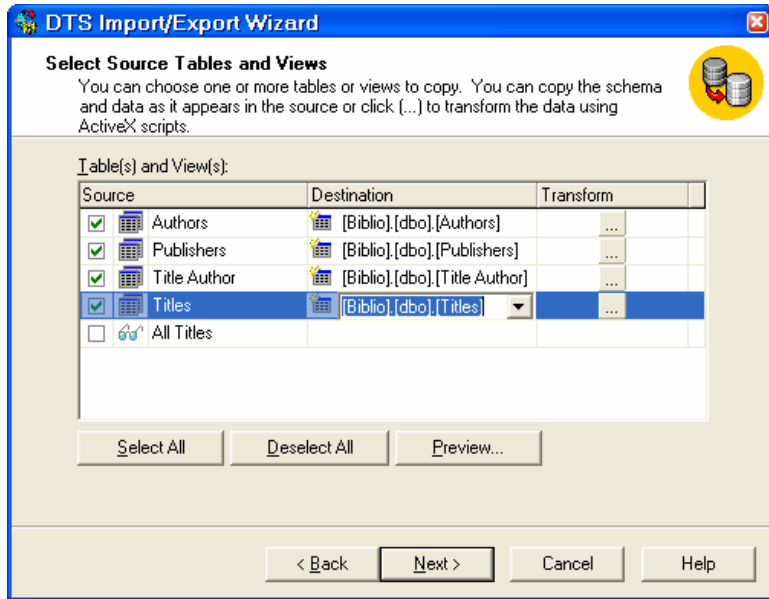 DTS Import/Export Wizard
Select Source Tables and Views
You can choose one or more tables or views to copy. You can copy the schema
and data as it appears in the source or click (...) to transform the data using
ActiveX scripts.
Table(s) and View(s):
Source Destination Transform
Authors [Biblio].[dbo].[Authors] ...
Publishers [Biblio].[dbo].[Publishers] ...
Title Author [Biblio].[dbo].[Title Author] ...
Titles [Biblio].[dbo].[Titles] ...
All Titles
Select All Deselect All Preview...
< Back Next > Cancel Help